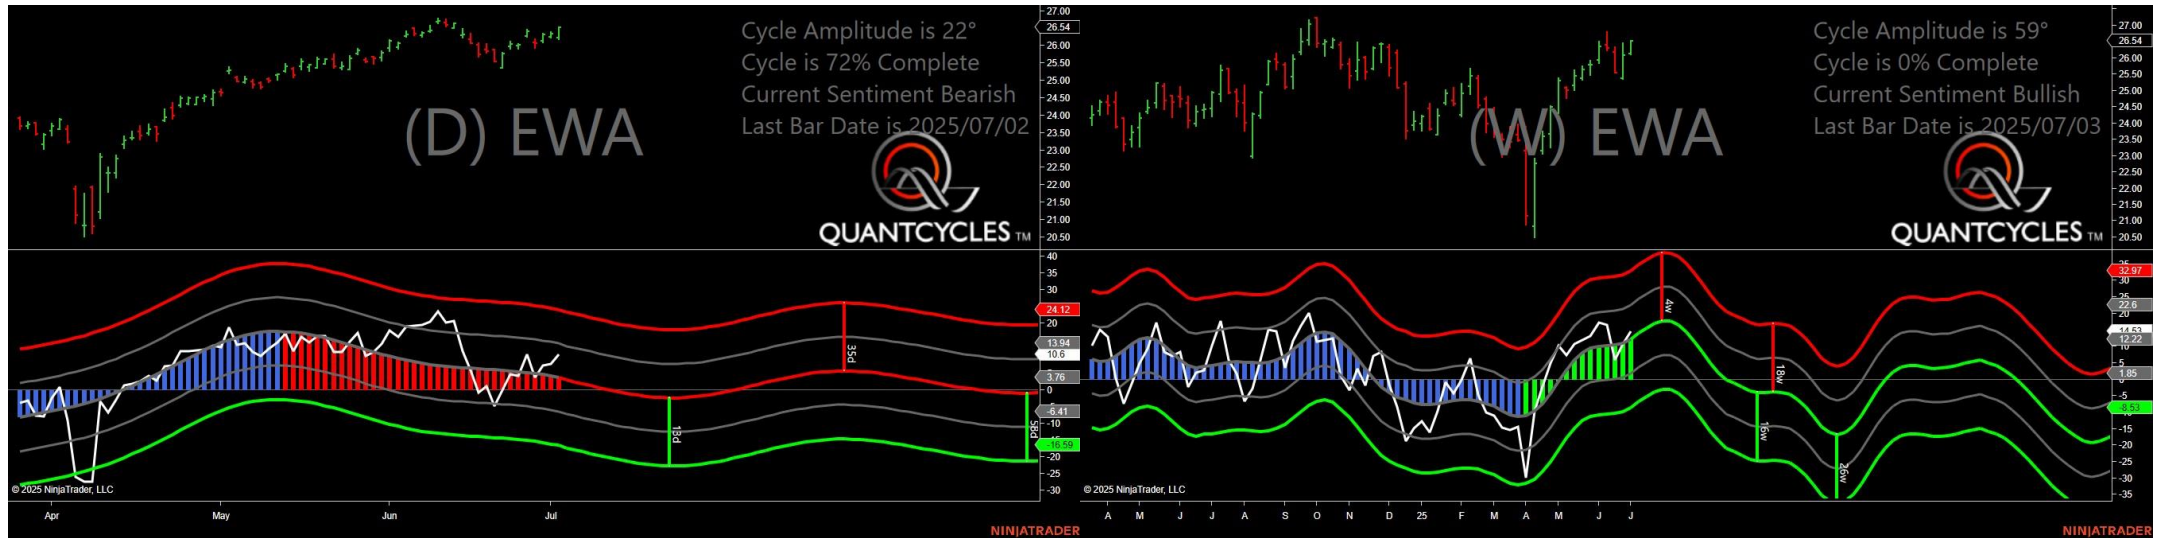 Cycle Amplitude is 22°
Cycle is 72% Complete
Current Sentiment Bearish
Last Bar Date is 2025/07/02
(D) EWA
QUANTCYCLES TM
27.00
26.54
26.00
25.50
25.00
24.50
24.00
23.50
23.00
22.50
22.00
21.50
21.00
20.50
40
35
30
24.12
20
13.94
10.6
3.76
0
-6.41
-10
-16.59
-20
-25
-30
35d
13d
58d
© 2025 NinjaTrader, LLC
Apr May Jun Jul
NINJATRADER
Cycle Amplitude is 59°
Cycle is 0% Complete
Current Sentiment Bullish
Last Bar Date is 2025/07/03
(W) EWA
QUANTCYCLES TM
27.00
26.54
26.00
25.50
25.00
24.50
24.00
23.50
23.00
22.50
22.00
21.50
21.00
20.50
32.97
22.6
20
14.53
12.22
5
1.85
-8.53
-15
-20
-25
-30
-35
4w
18w
16w
26w
© 2025 NinjaTrader, LLC
A M J J A S O N D 25 F M A M J J
NINJATRADER